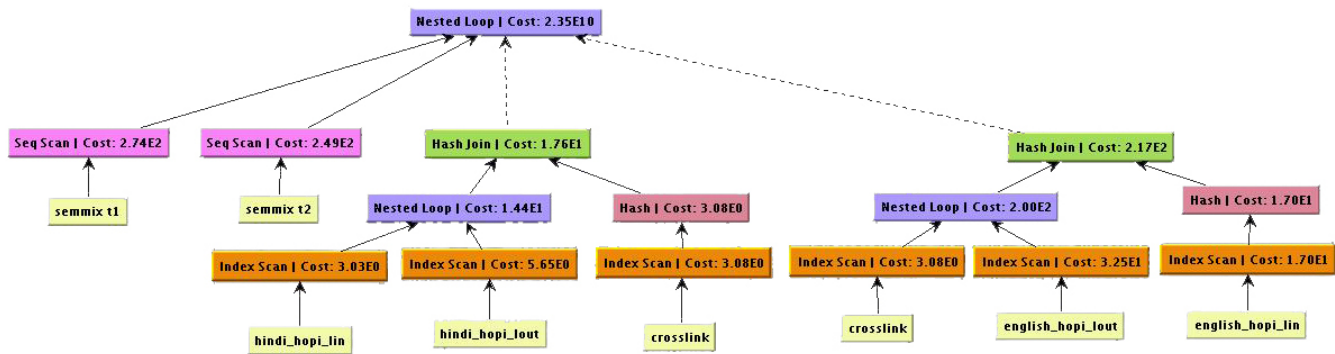 Nested Loop | Cost: 2.35E10
Seq Scan | Cost: 2.74E2
Seq Scan | Cost: 2.49E2
Hash Join | Cost: 1.76E1
Hash Join | Cost: 2.17E2
semmix t1
semmix t2
Nested Loop | Cost: 1.44E1
Hash | Cost: 3.08E0
Nested Loop | Cost: 2.00E2
Hash | Cost: 1.70E1
Index Scan | Cost: 3.03E0
Index Scan | Cost: 5.65E0
Index Scan | Cost: 3.08E0
Index Scan | Cost: 3.08E0
Index Scan | Cost: 3.25E1
Index Scan | Cost: 1.70E1
hindi_hopi_lin
hindi_hopi_lout
crosslink
crosslink
english_hopi_lout
english_hopi_lin